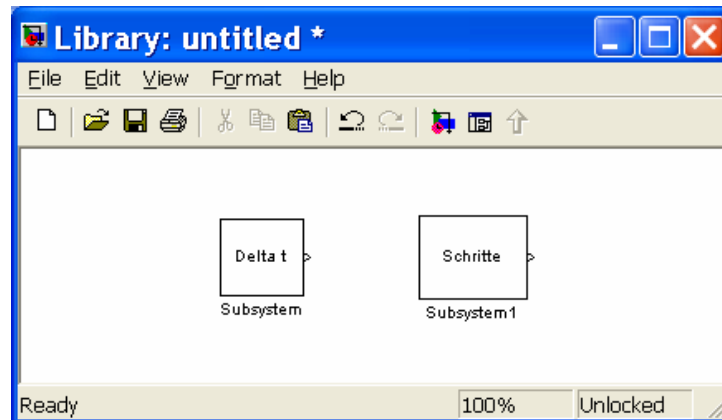 Library: untitled *
File Edit View Format Help
Delta t
Schritte
Subsystem
Subsystem1
Ready 100% Unlocked